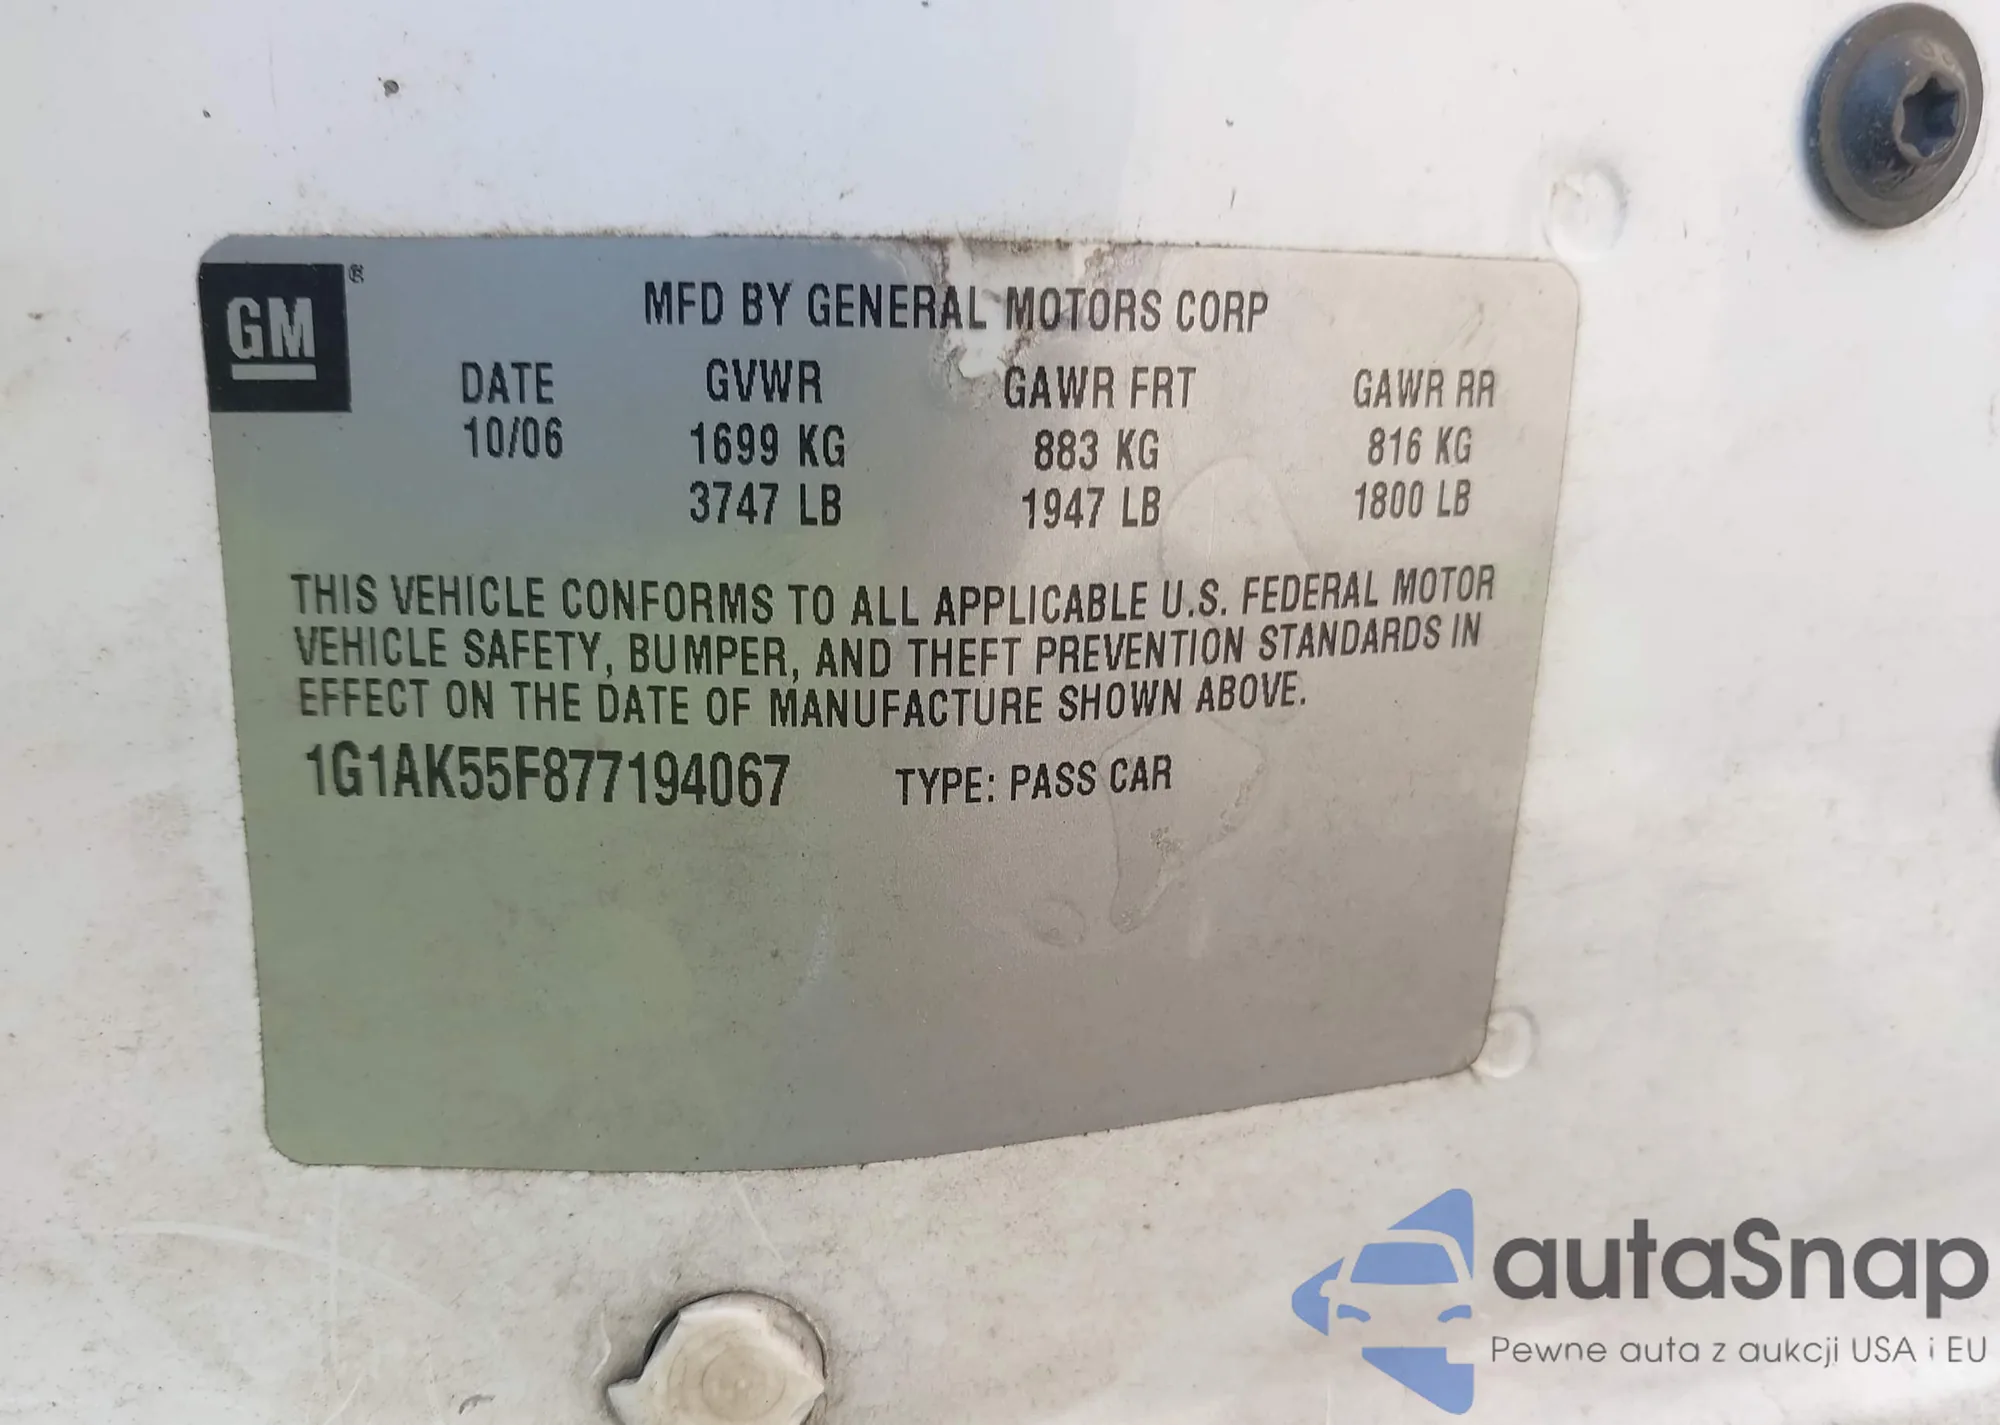 GM ®
MFD BY GENERAL MOTORS CORP
DATE GVWR GAWR FRT GAWR RR
10/06 1699 KG 883 KG 816 KG
3747 LB 1947 LB 1800 LB
THIS VEHICLE CONFORMS TO ALL APPLICABLE U.S. FEDERAL MOTOR
VEHICLE SAFETY, BUMPER, AND THEFT PREVENTION STANDARDS IN
EFFECT ON THE DATE OF MANUFACTURE SHOWN ABOVE.
1G1AK55F877194067 TYPE: PASS CAR
autaSnap
Pewne auta z aukcji USA i EU